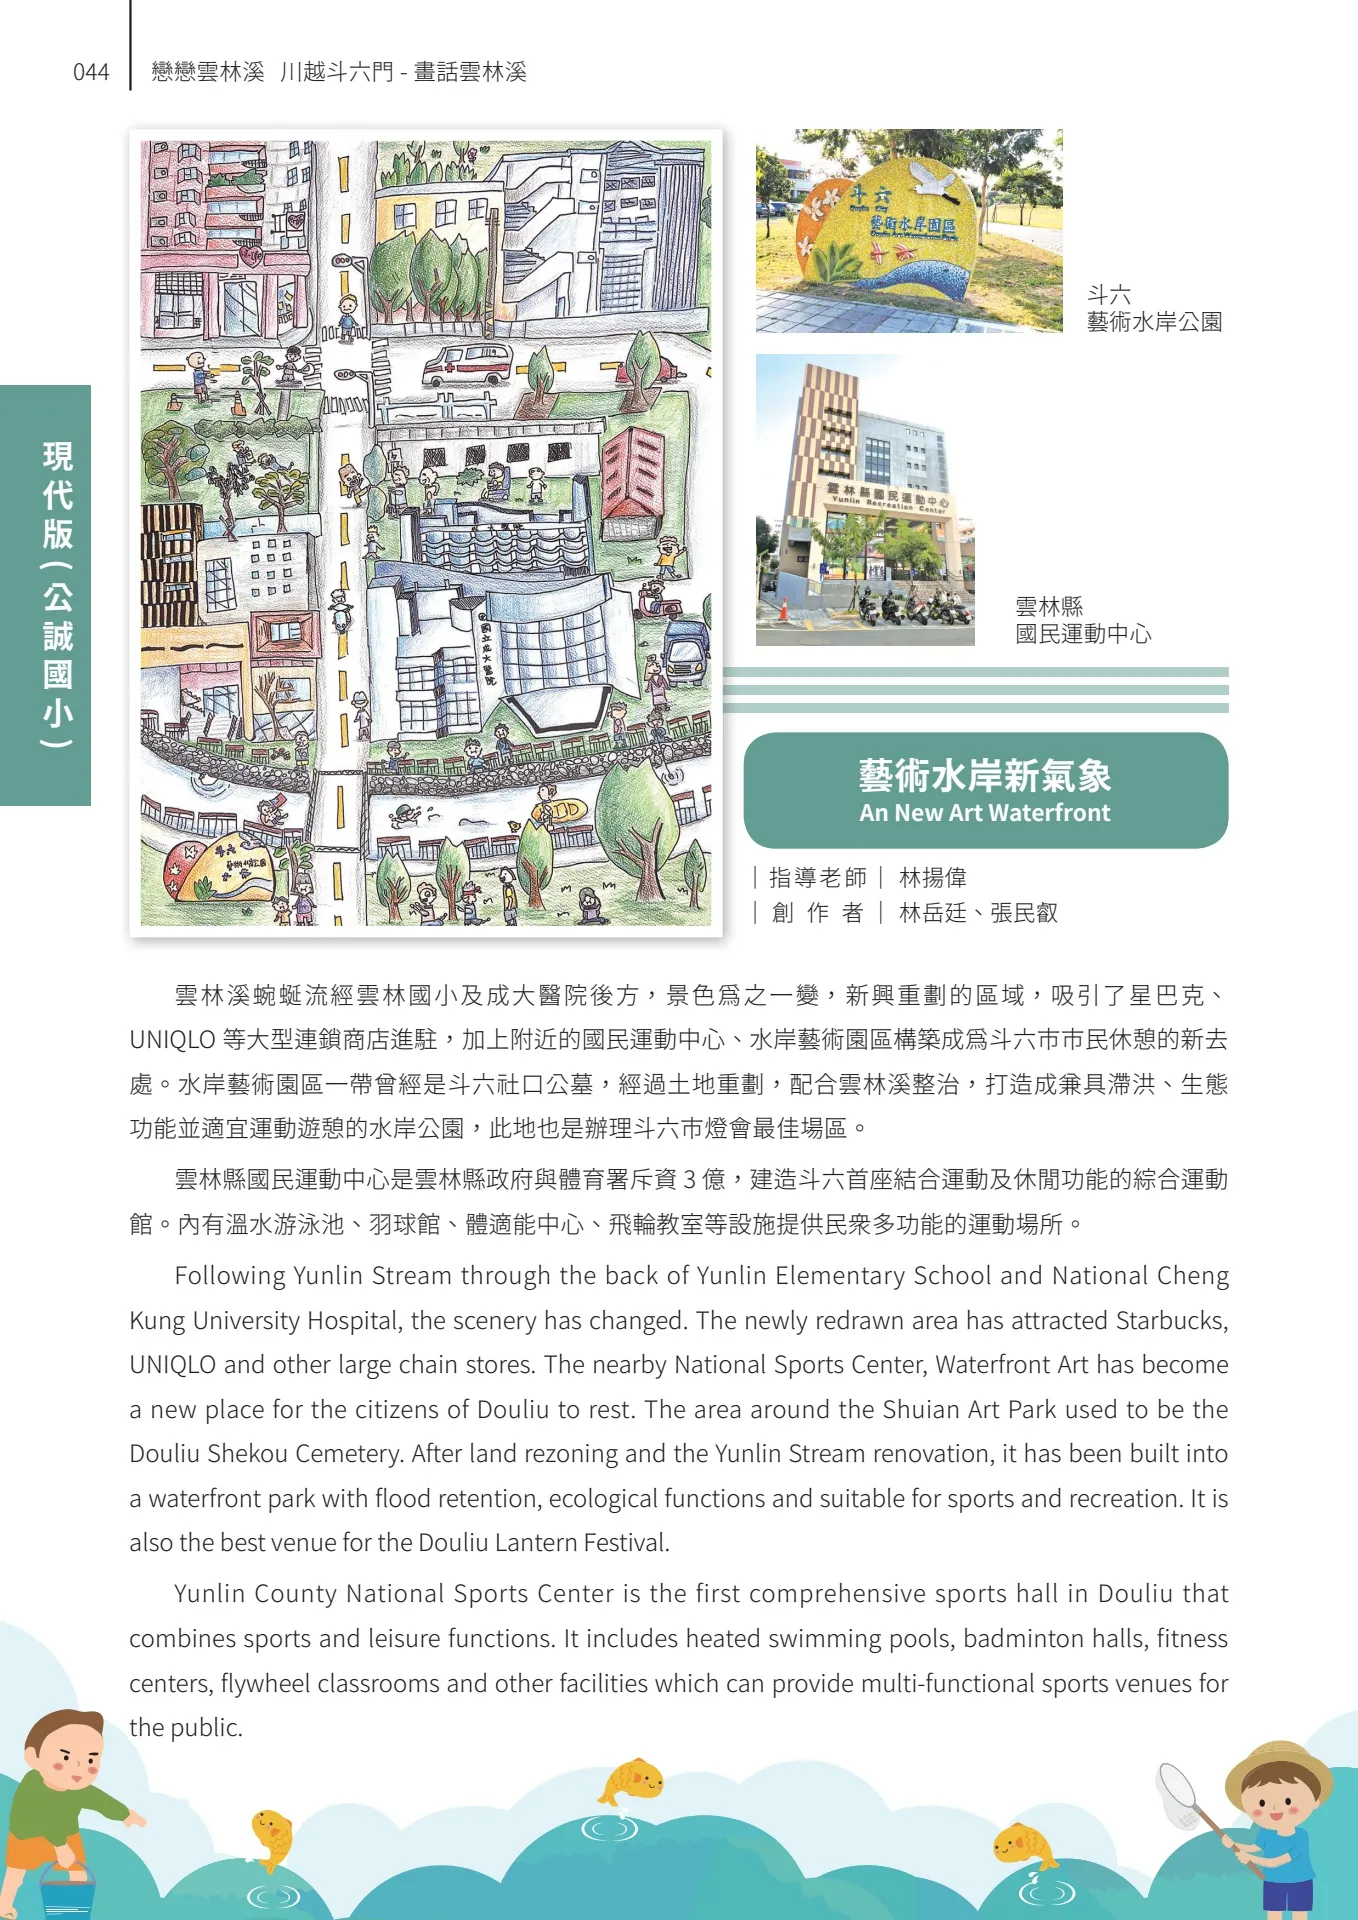 044
戀戀雲林溪 川越斗六門 - 畫話雲林溪
現代版(公誠國小)
119
國立成大醫院
斗六
斗六
藝術水岸園區
斗六
藝術水岸公園
雲林縣國民運動中心
Yunlin Recreation Center
雲林縣
國民運動中心
藝術水岸新氣象
An New Art Waterfront
｜指導老師｜ 林揚偉
｜創作者｜ 林岳廷、張民叡
雲林溪蜿蜒流經雲林國小及成大醫院後方，景色為之一變，新興重劃的區域，吸引了星巴克、
UNIQLO 等大型連鎖商店進駐，加上附近的國民運動中心、水岸藝術園區構築成為斗六市市民休憩的新去
處。水岸藝術園區一帶曾經是斗六社口公墓，經過土地重劃，配合雲林溪整治，打造成兼具滯洪、生態
功能並適宜運動遊憩的水岸公園，此地也是辦理斗六市燈會最佳場區。
雲林縣國民運動中心是雲林縣政府與體育署斥資 3 億，建造斗六首座結合運動及休閒功能的綜合運動
館。內有溫水游泳池、羽球館、體適能中心、飛輪教室等設施提供民眾多功能的運動場所。
Following Yunlin Stream through the back of Yunlin Elementary School and National Cheng
Kung University Hospital, the scenery has changed. The newly redrawn area has attracted Starbucks,
UNIQLO and other large chain stores. The nearby National Sports Center, Waterfront Art has become
a new place for the citizens of Douliu to rest. The area around the Shuian Art Park used to be the
Douliu Shekou Cemetery. After land rezoning and the Yunlin Stream renovation, it has been built into
a waterfront park with flood retention, ecological functions and suitable for sports and recreation. It is
also the best venue for the Douliu Lantern Festival.
Yunlin County National Sports Center is the first comprehensive sports hall in Douliu that
combines sports and leisure functions. It includes heated swimming pools, badminton halls, fitness
centers, flywheel classrooms and other facilities which can provide multi-functional sports venues for
the public.